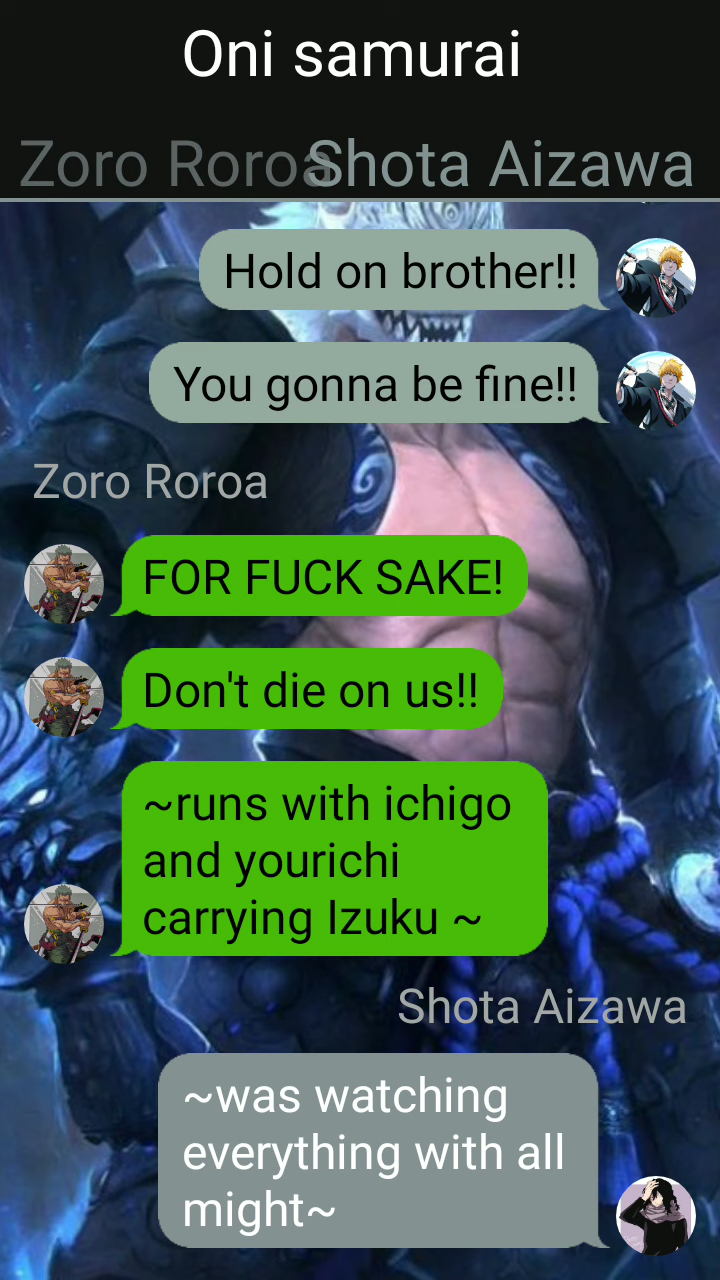 Oni samurai
Zoro Roroa Shota Aizawa
Hold on brother!!
You gonna be fine!!
Zoro Roroa
FOR FUCK SAKE!
Don't die on us!!
~runs with ichigo
and yourichi
carrying Izuku ~
Shota Aizawa
~was watching
everything with all
might~